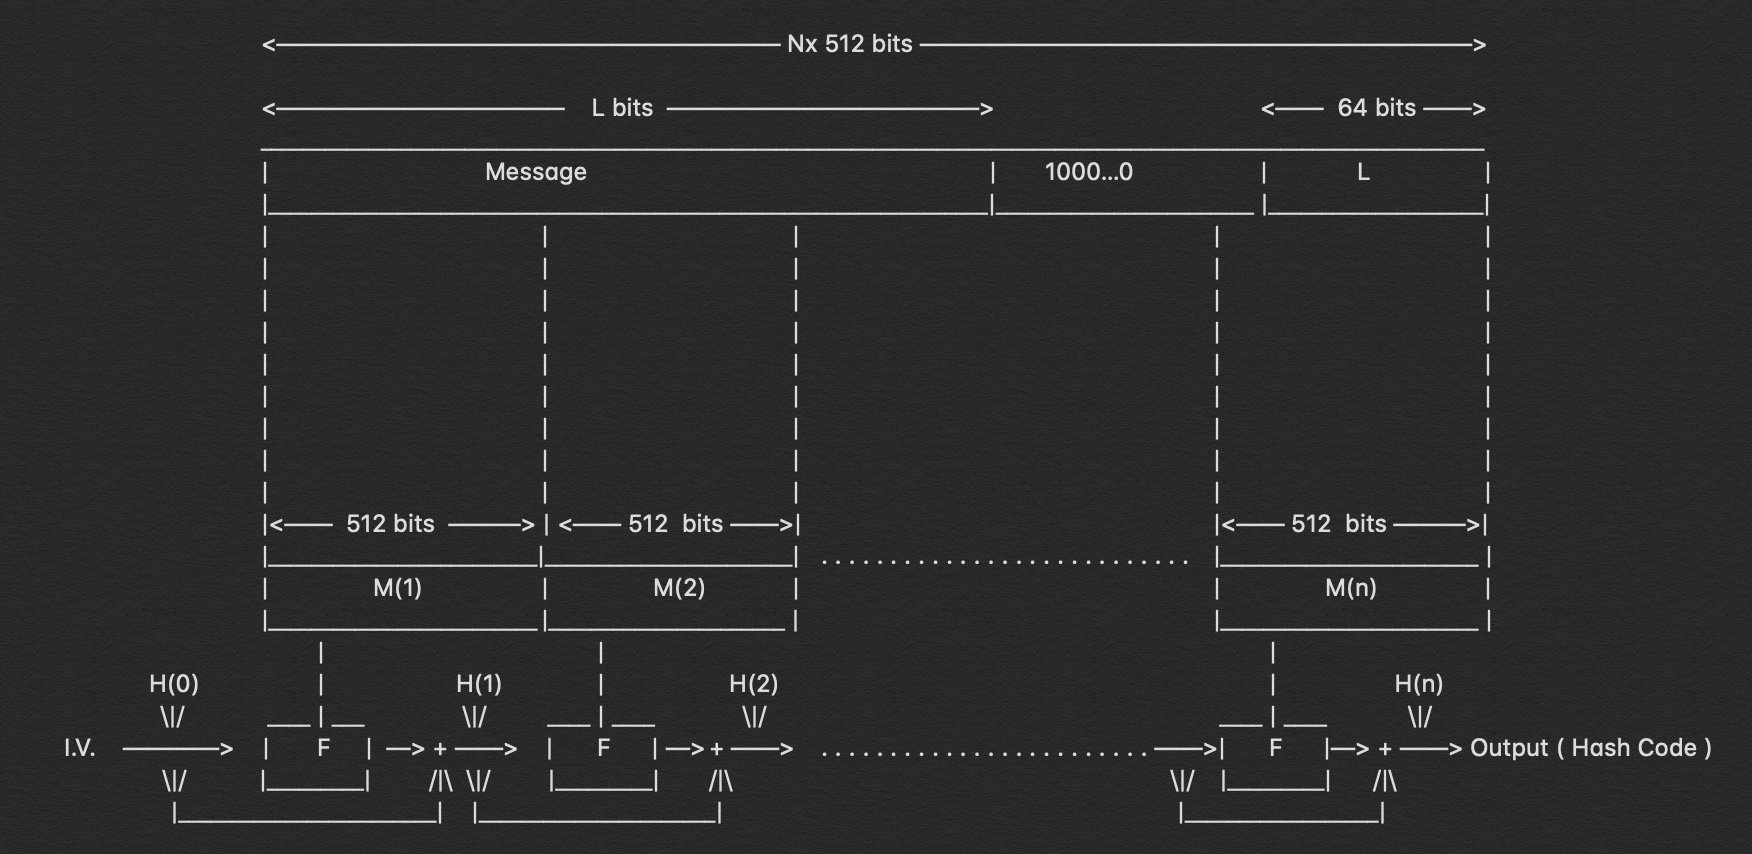 Nx 512 bits
L bits 64 bits
Message 1000...0 L
512 bits 512 bits 512 bits
M(1) M(2) M(n)
H(0) H(1) H(2) H(n)
I.V. F + F + F + Output ( Hash Code )